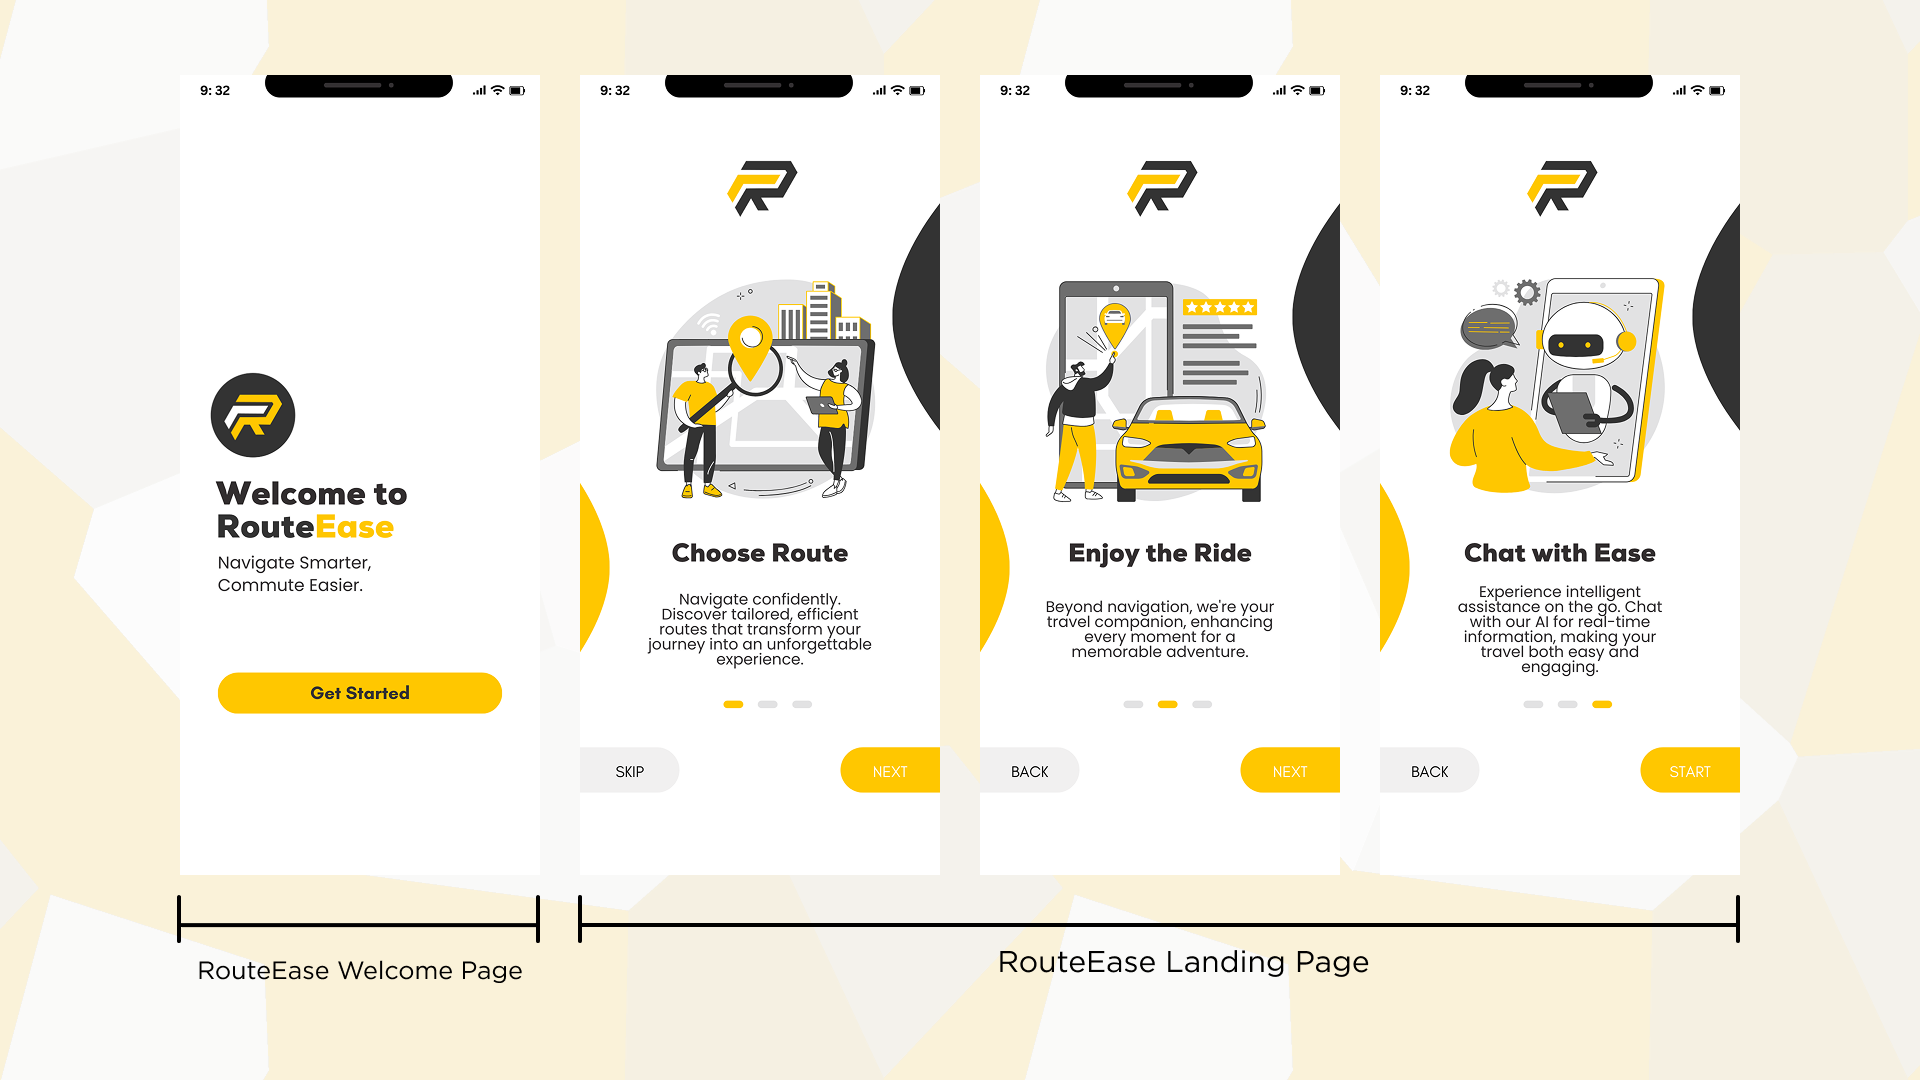 9: 32
Welcome to
RouteEase
Navigate Smarter,
Commute Easier.
Get Started
9: 32
Choose Route
Navigate confidently.
Discover tailored, efficient
routes that transform your
journey into an unforgettable
experience.
SKIP
NEXT
9: 32
Enjoy the Ride
Beyond navigation, we're your
travel companion, enhancing
every moment for a
memorable adventure.
BACK
NEXT
9: 32
Chat with Ease
Experience intelligent
assistance on the go. Chat
with our AI for real-time
information, making your
travel both easy and
engaging.
BACK
START
RouteEase Welcome Page
RouteEase Landing Page